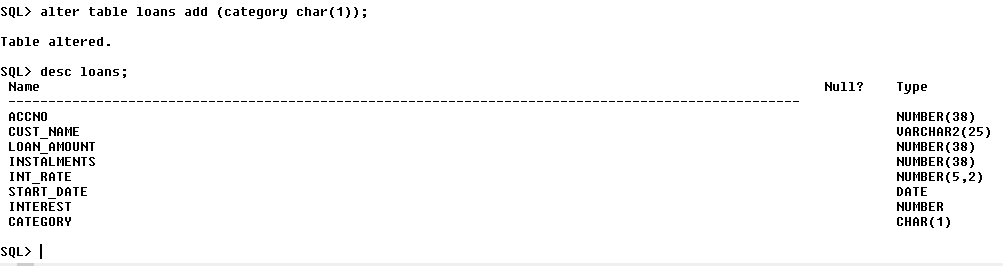 SQL> alter table loans add (category char(1));
Table altered.
SQL> desc loans;
Name Null? Type
---------------------------------------------------------------------------------------------------
ACCNO NUMBER(38)
CUST_NAME VARCHAR2(25)
LOAN_AMOUNT NUMBER(38)
INSTALMENTS NUMBER(38)
INT_RATE NUMBER(5,2)
START_DATE DATE
INTEREST NUMBER
CATEGORY CHAR(1)
SQL> |